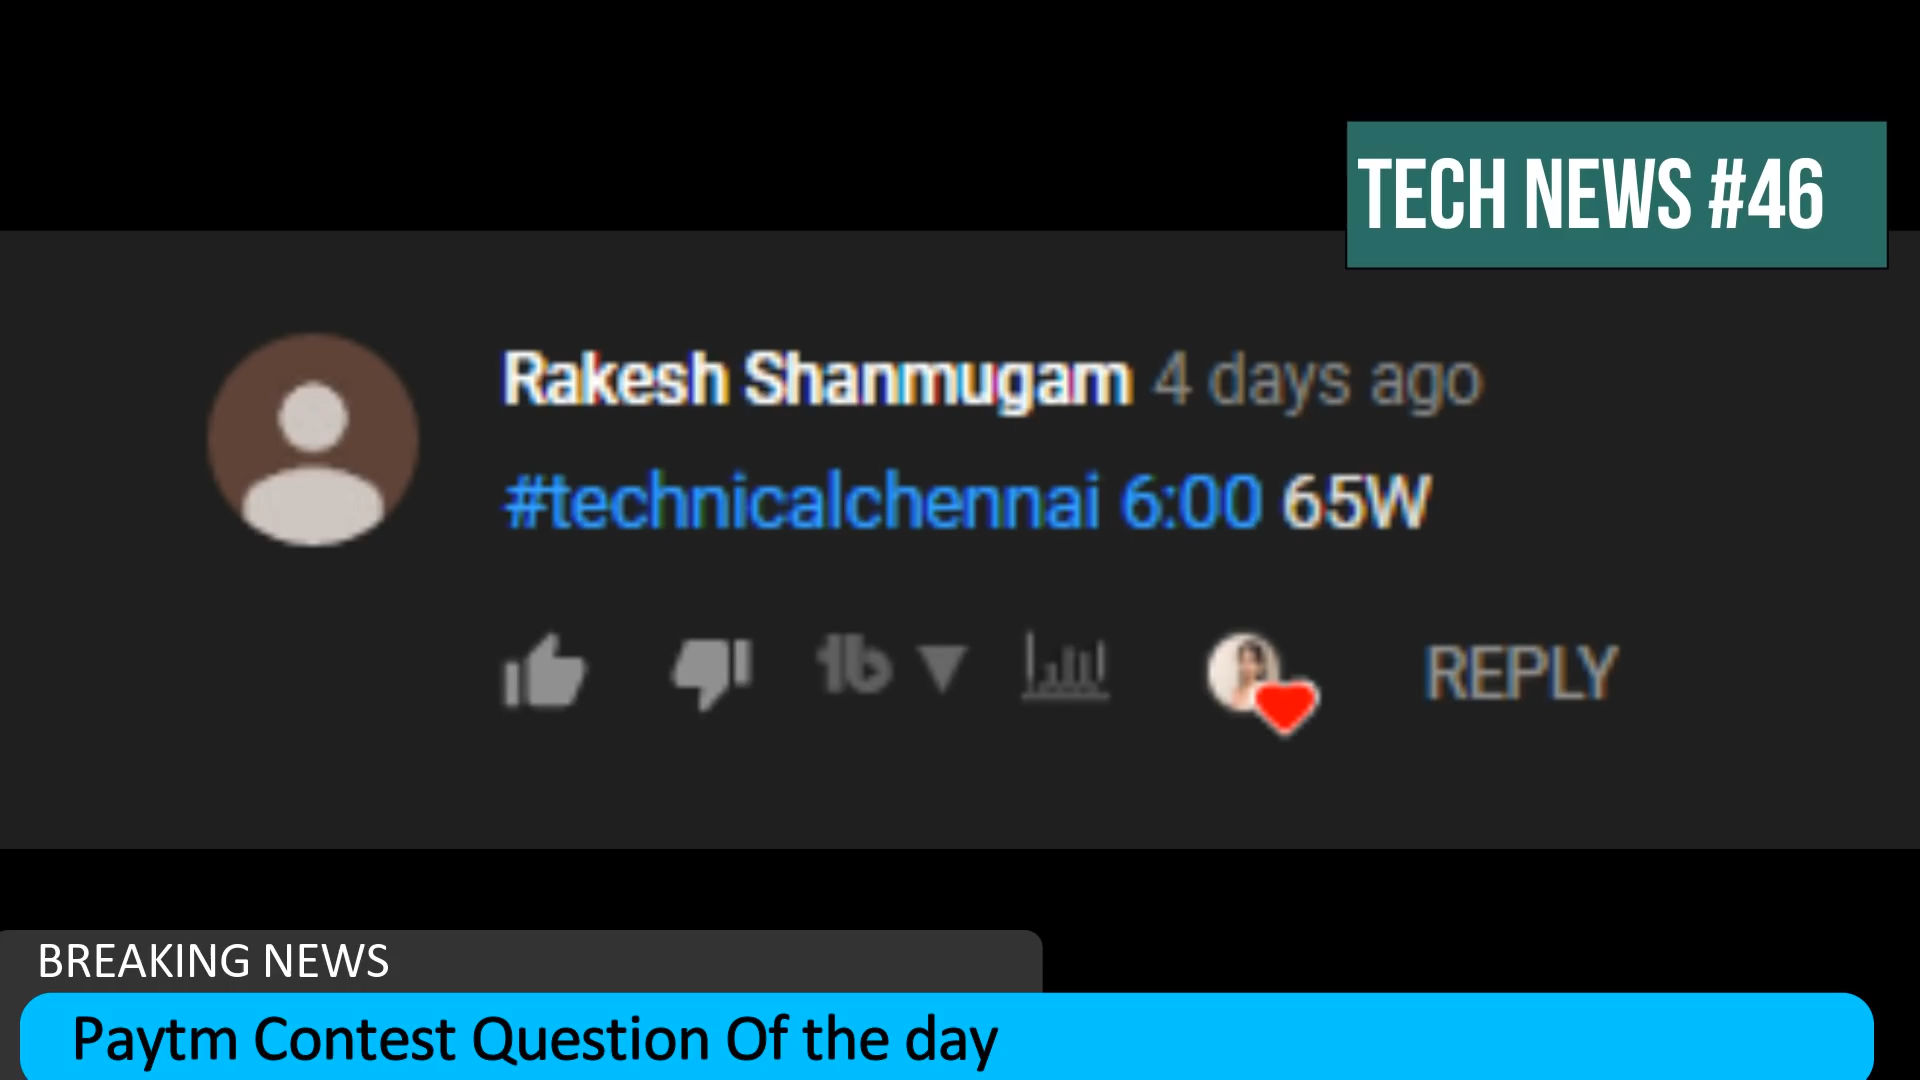 TECH NEWS #46
Rakesh Shanmugam 4 days ago
#technicalchennai 6:00 65W
REPLY
BREAKING NEWS
Paytm Contest Question Of the day